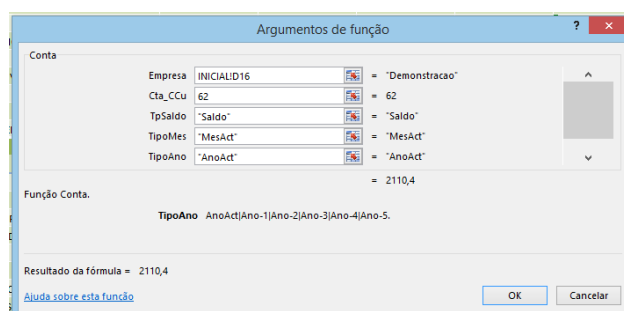 Argumentos de função
? ×
Conta
Empresa INICIAL!D16 = "Demonstracao"
Cta_CCu 62 = 62
TpSaldo "Saldo" = "Saldo"
TipoMes "MesAct" = "MesAct"
TipoAno "AnoAct" = "AnoAct"
= 2110,4
Função Conta.
TipoAno AnoAct|Ano-1|Ano-2|Ano-3|Ano-4|Ano-5.
Resultado da fórmula = 2110,4
Ajuda sobre esta função OK Cancelar